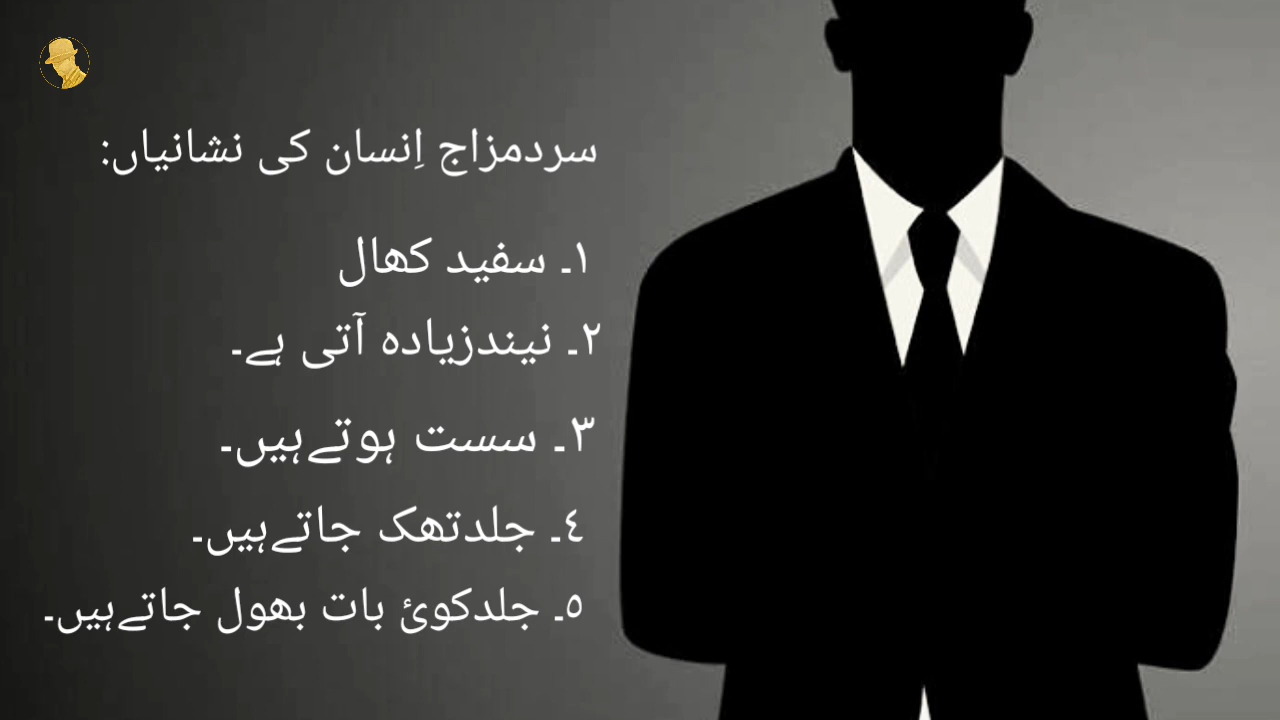 سردمزاج اِنسان کی نشانیاں:
١۔ سفید کھال
٢۔ نیندزیادہ آتی ہے۔
٣۔ سست ہوتےہیں۔
٤۔ جلدتھک جاتےہیں۔
٥۔ جلدکوئ بات بھول جاتےہیں۔